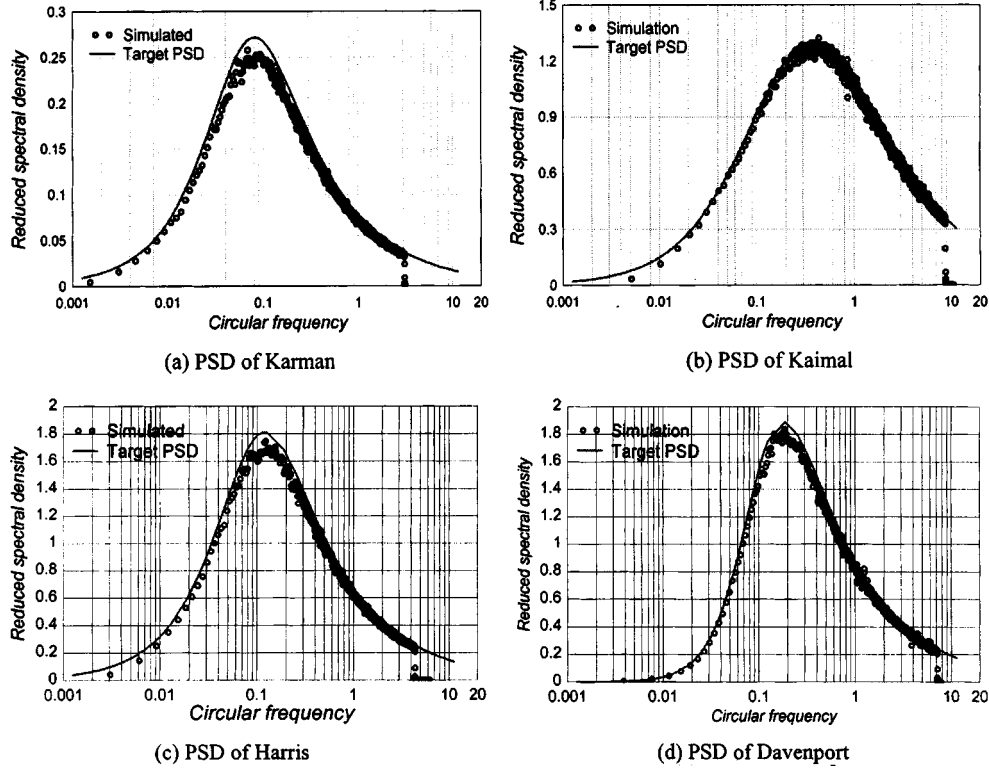 0.3
0.25
0.2
0.15
0.1
0.05
0
Reduced spectral density
Simulated
Target PSD
0.001 0.01 0.1 1 10 20
Circular frequency
(a) PSD of Karman
1.5
1.2
0.9
0.6
0.3
0
Reduced spectral density
Simulation
Target PSD
0.001 0.01 0.1 1 10 20
Circular frequency
(b) PSD of Kaimal
2
1.8
1.6
1.4
1.2
1
0.8
0.6
0.4
0.2
0
Reduced spectral density
Simulated
Target PSD
0.001 0.01 0.1 1 10 20
Circular frequency
(c) PSD of Harris
2
1.8
1.6
1.4
1.2
1
0.8
0.6
0.4
0.2
0
Reduced spectral density
Simulation
Target PSD
0.001 0.01 0.1 1 10 20
Circular frequency
(d) PSD of Davenport